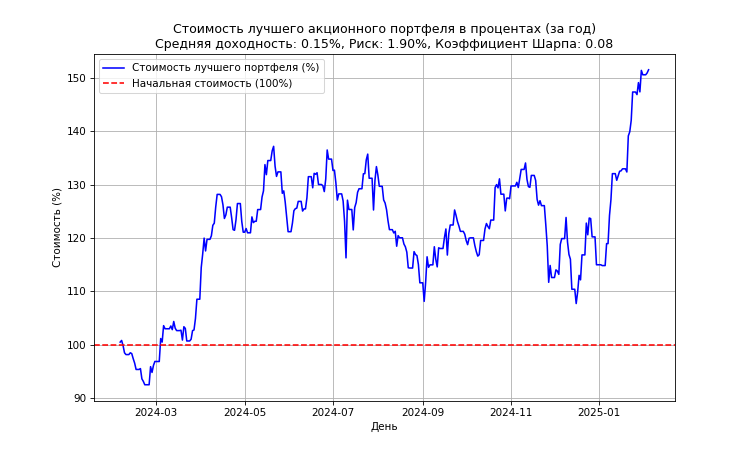 Стоимость лучшего акционного портфеля в процентах (за год)
Средняя доходность: 0.15%, Риск: 1.90%, Коэффициент Шарпа: 0.08
Стоимость лучшего портфеля (%)
Начальная стоимость (100%)
Стоимость (%)
150
140
130
120
110
100
90
2024-03 2024-05 2024-07 2024-09 2024-11 2025-01
День